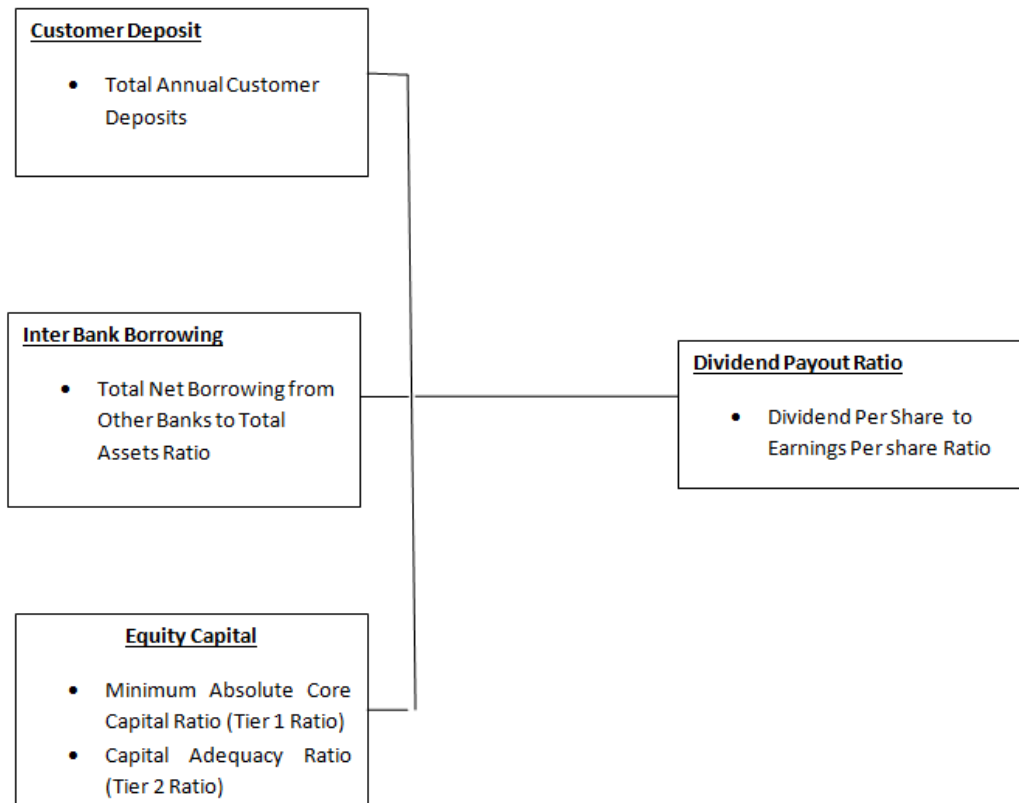 Customer Deposit
• Total Annual Customer
Deposits
Inter Bank Borrowing
• Total Net Borrowing from
Other Banks to Total
Assets Ratio
Dividend Payout Ratio
• Dividend Per Share to
Earnings Per share Ratio
Equity Capital
• Minimum Absolute Core
Capital Ratio (Tier 1 Ratio)
• Capital Adequacy Ratio
(Tier 2 Ratio)